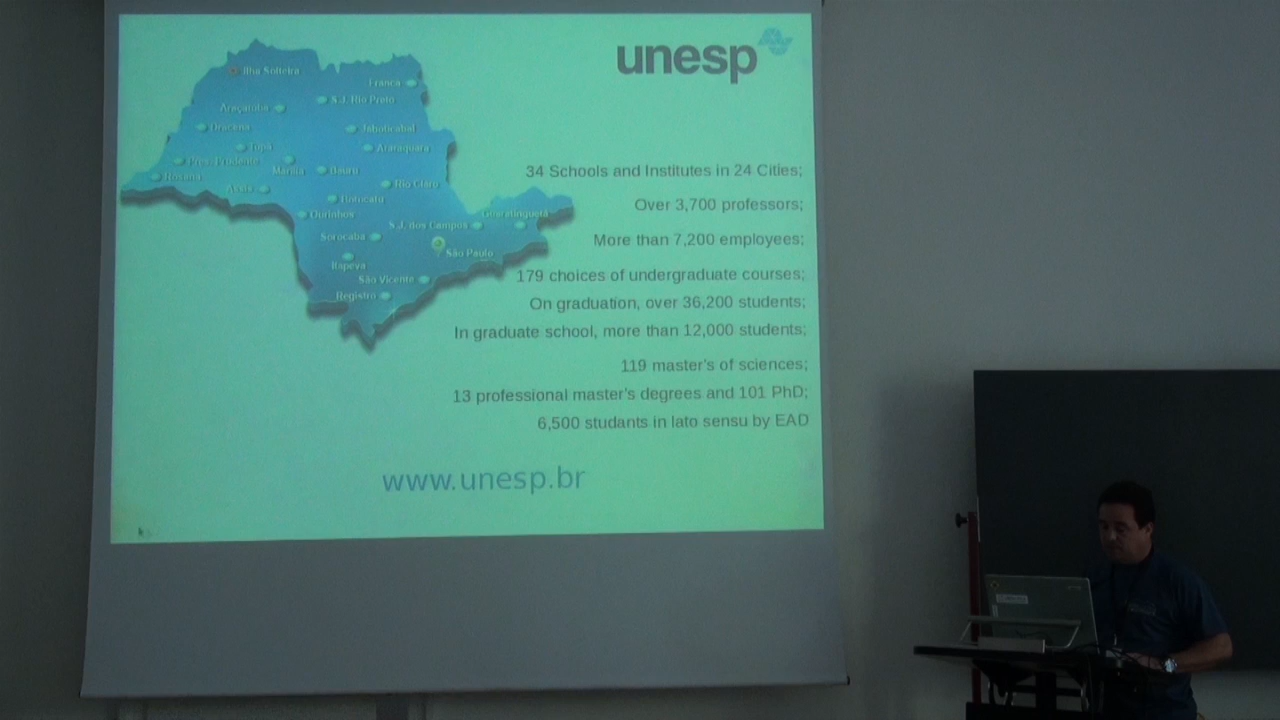 unesp
Ilha Solteira
Franca
S.J. Rio Preto
Araçatuba
Dracena
Jaboticabal
Tupã
Araraquara
Pres. Prudente
Marília
Bauru
Rosana
Rio Claro
Assis
Botucatu
Ourinhos
Guaratinguetá
S.J. dos Campos
Sorocaba
São Paulo
Itapeva
São Vicente
Registro
34 Schools and Institutes in 24 Cities;
Over 3,700 professors;
More than 7,200 employees;
179 choices of undergraduate courses;
On graduation, over 36,200 students;
In graduate school, more than 12,000 students;
119 master's of sciences;
13 professional master's degrees and 101 PhD;
6,500 studants in lato sensu by EAD
www.unesp.br